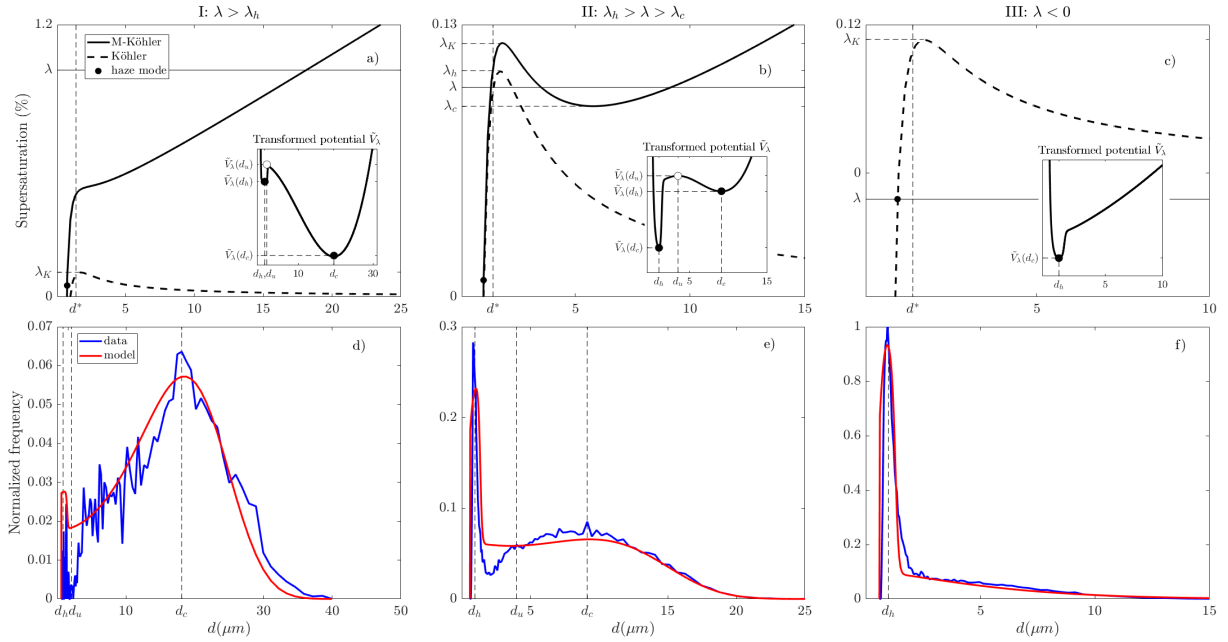 I: λ > λ_h
II: λ_h > λ > λ_c
III: λ < 0
Supersaturation (%)
1.2
λ
λ_K
0
M-Köhler
Köhler
haze mode
a)
Transformed potential Ṽ_λ
Ṽ_λ(d_u)
Ṽ_λ(d_h)
Ṽ_λ(d_c)
d_h, d_u 10 d_c 30
d* 5 10 15 20 25
0.13
λ_K
λ_h
λ
λ_c
0
b)
Transformed potential Ṽ_λ
Ṽ_λ(d_u)
Ṽ_λ(d_h)
Ṽ_λ(d_c)
d_h d_u 5 d_c 15
d* 5 10 15
0.12
λ_K
0
λ
c)
Transformed potential Ṽ_λ
Ṽ_λ(d_c)
d_h 5 10
d* 10
Normalized frequency
0.07
0.06
0.05
0.04
0.03
0.02
0.01
0
data
model
d)
d_h d_u 10 d_c 30 40 50
d(μm)
0.3
0.2
0.1
0
e)
d_h d_u 5 d_c 15 20 25
d(μm)
1
0.8
0.6
0.4
0.2
0
f)
d_h 5 10 15
d(μm)